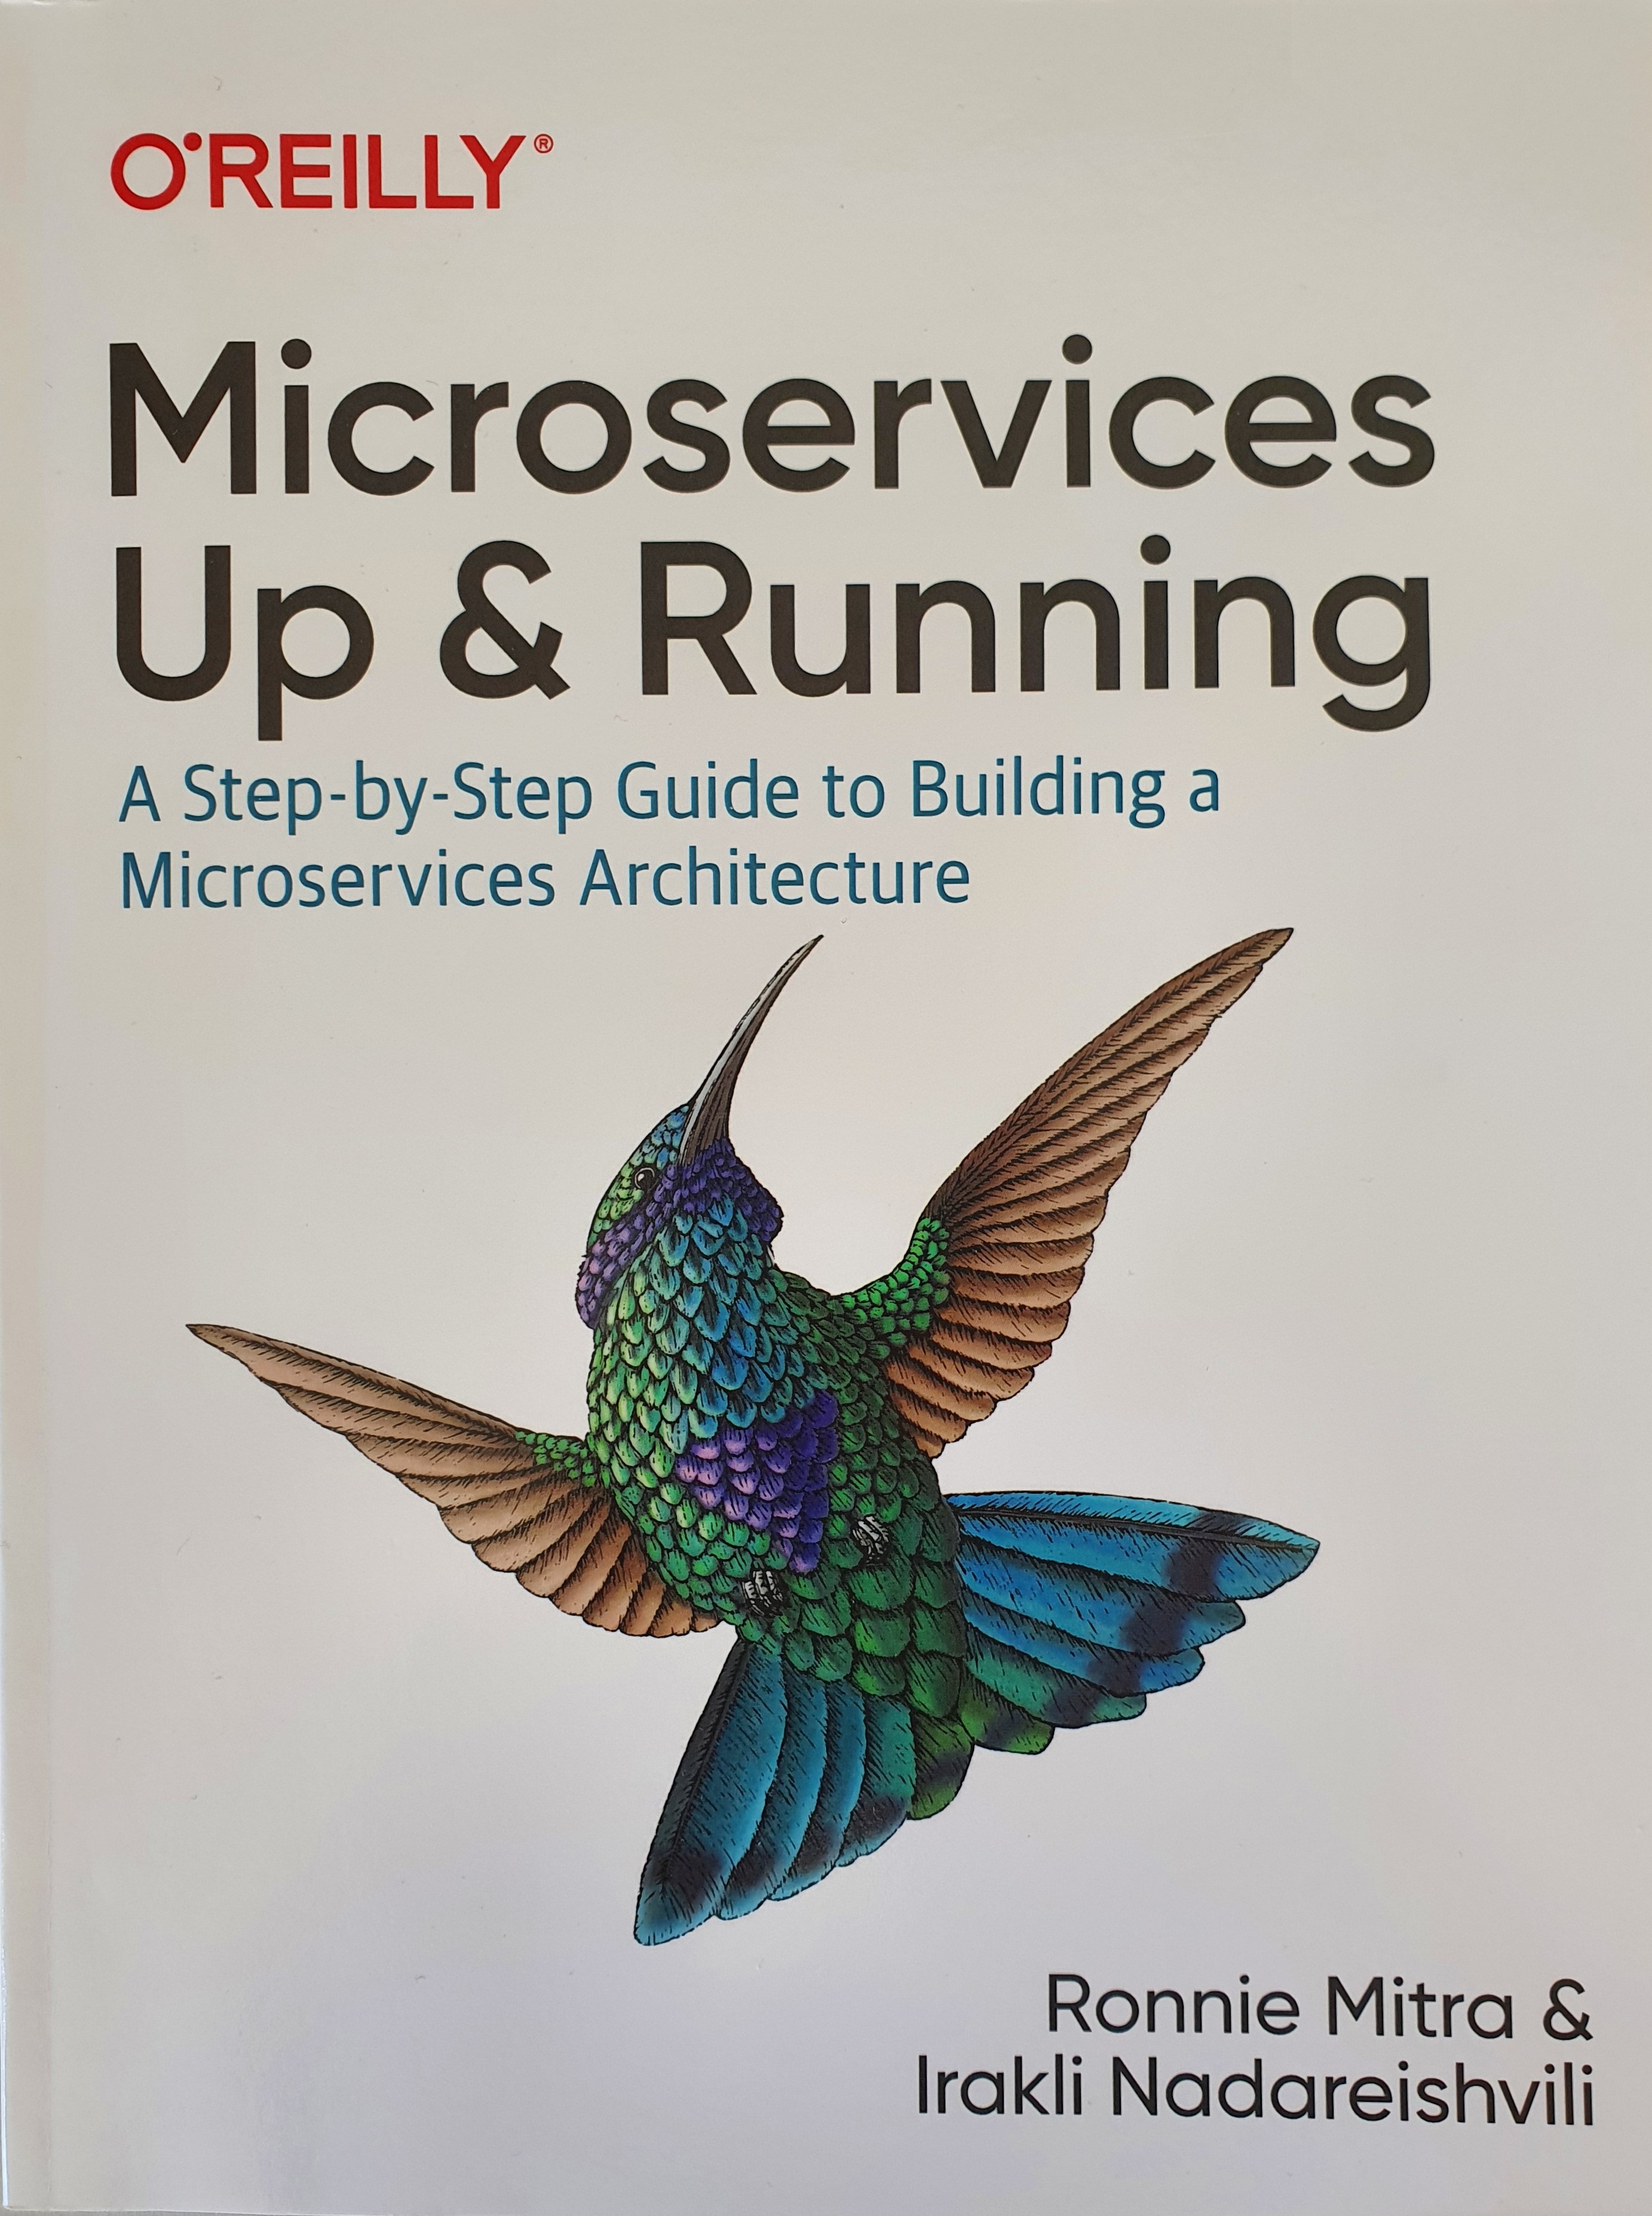 O'REILLY®
Microservices
Up & Running
A Step-by-Step Guide to Building a
Microservices Architecture
Ronnie Mitra &
Irakli Nadareishvili